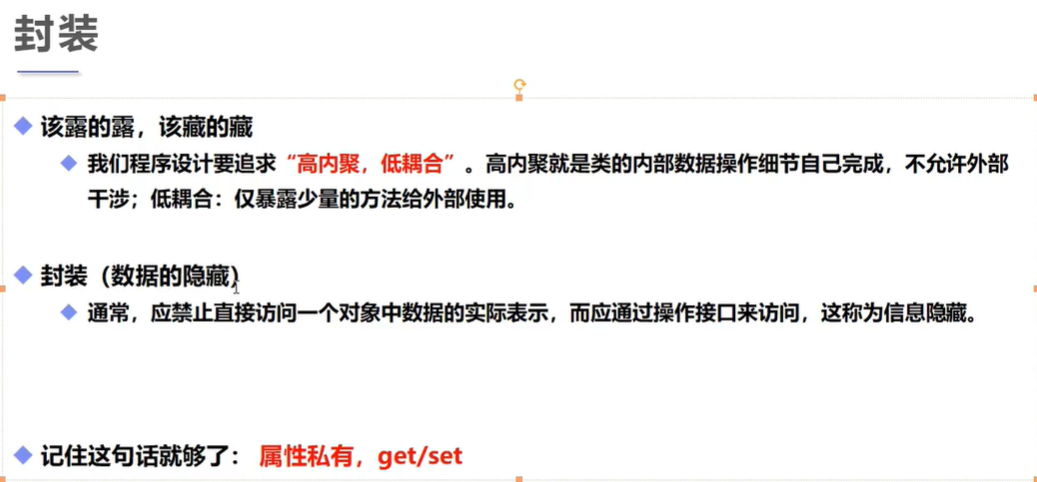 封装
该露的露，该藏的藏
我们程序设计要追求“高内聚，低耦合”。高内聚就是类的内部数据操作细节自己完成，不允许外部
干涉；低耦合：仅暴露少量的方法给外部使用。
封装（数据的隐藏）
通常，应禁止直接访问一个对象中数据的实际表示，而应通过操作接口来访问，这称为信息隐藏。
记住这句话就够了：属性私有，get/set